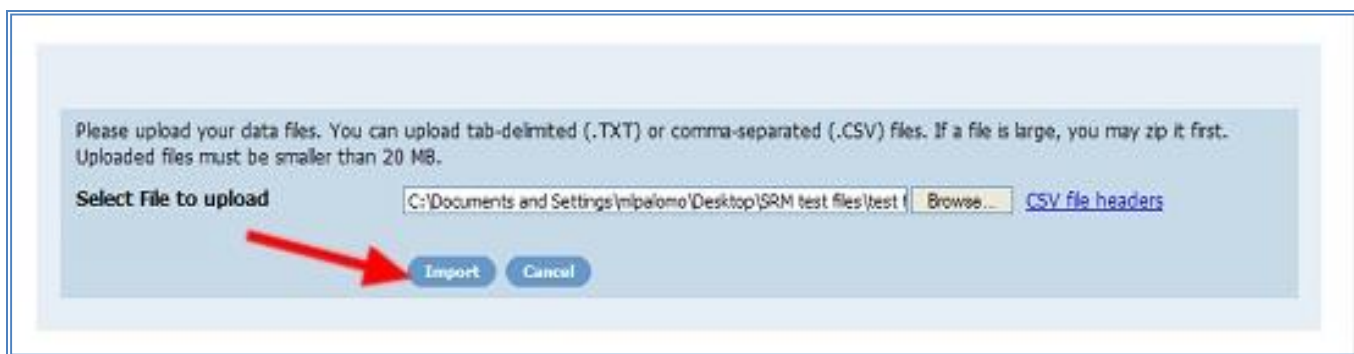 Please upload your data files. You can upload tab-delimted (.TXT) or comma-separated (.CSV) files. If a file is large, you may zip it first.
Uploaded files must be smaller than 20 MB.
Select File to upload C:\Documents and Settings\mlpalomo\Desktop\SRM test files\test Browse... CSV file headers
Import Cancel